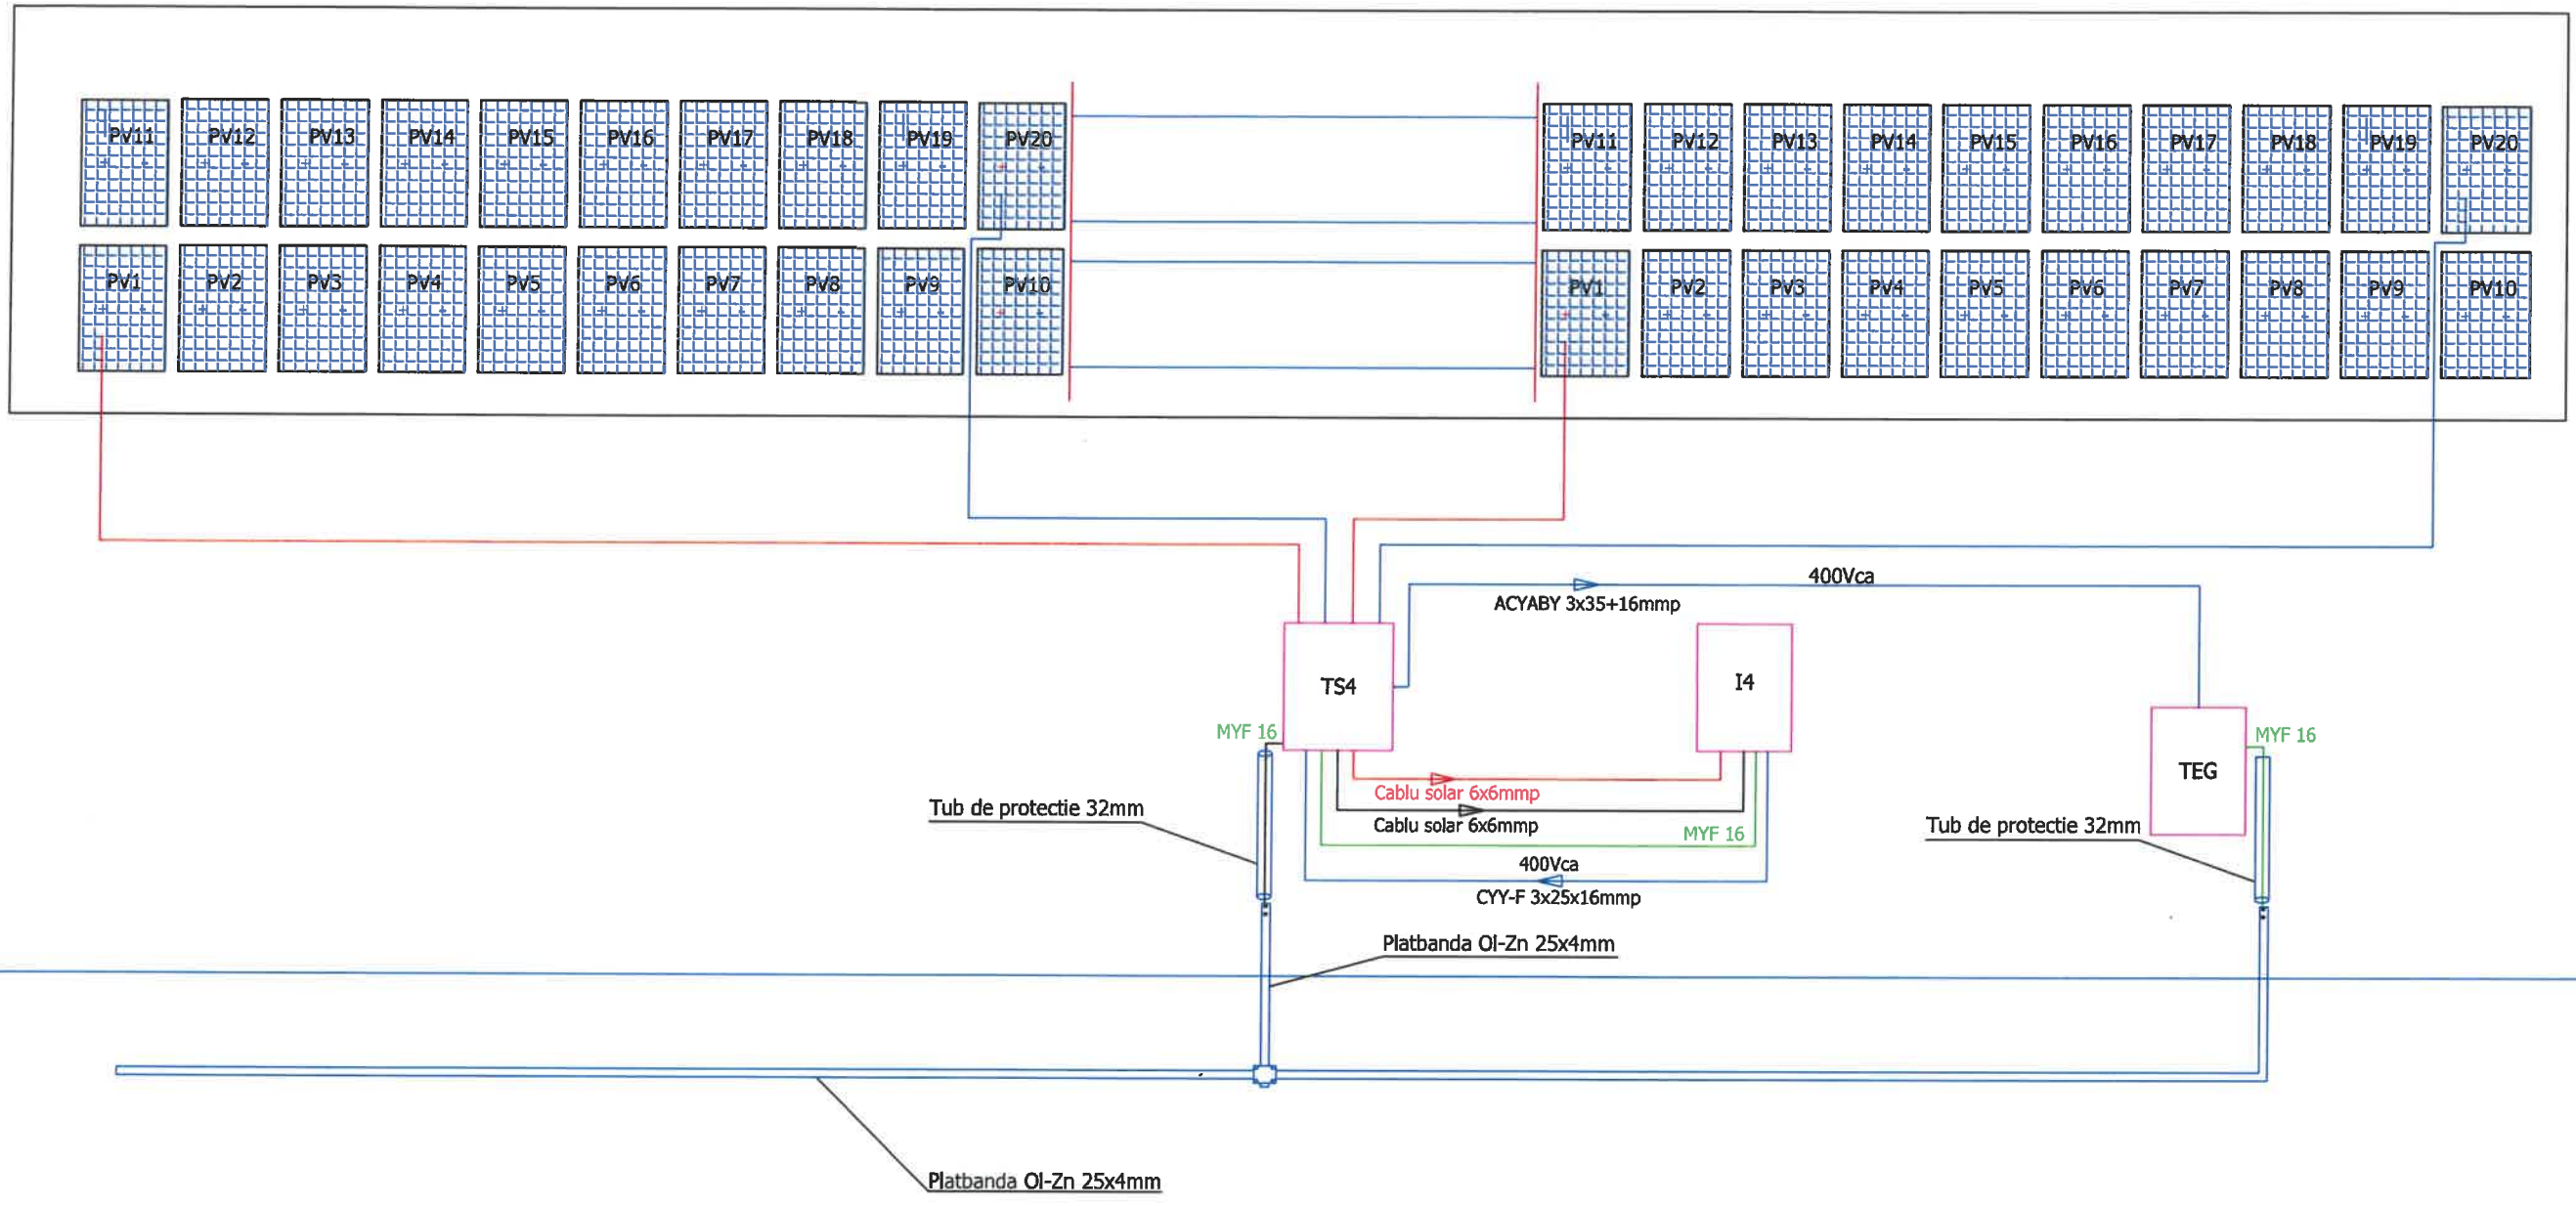 PV11 PV12 PV13 PV14 PV15 PV16 PV17 PV18 PV19 PV20
PV11 PV12 PV13 PV14 PV15 PV16 PV17 PV18 PV19 PV20
PV1 PV2 PV3 PV4 PV5 PV6 PV7 PV8 PV9 PV10
PV1 PV2 PV3 PV4 PV5 PV6 PV7 PV8 PV9 PV10
400Vca
ACYABY 3x35+16mmp
TS4
I4
MYF 16
MYF 16
TEG
Cablu solar 6x6mmp
Tub de protectie 32mm
Cablu solar 6x6mmp
MYF 16
Tub de protectie 32mm
400Vca
CYY-F 3x25x16mmp
Platbanda Ol-Zn 25x4mm
Platbanda Ol-Zn 25x4mm